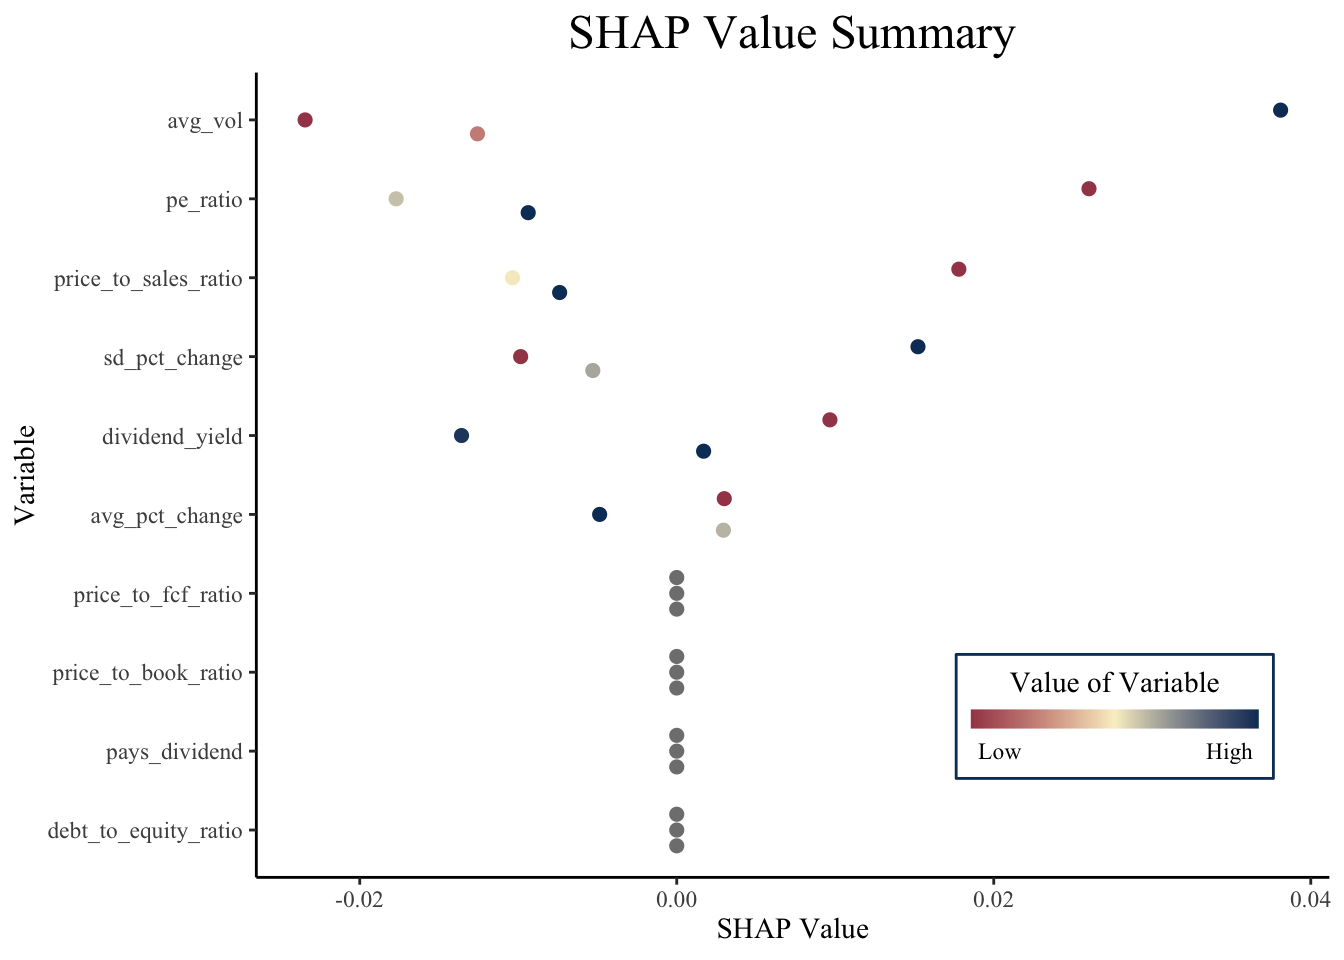 SHAP Value Summary
avg_vol
pe_ratio
price_to_sales_ratio
sd_pct_change
dividend_yield
avg_pct_change
price_to_fcf_ratio
price_to_book_ratio
pays_dividend
debt_to_equity_ratio
Variable
Value of Variable
Low High
-0.02 0.00 0.02 0.04
SHAP Value